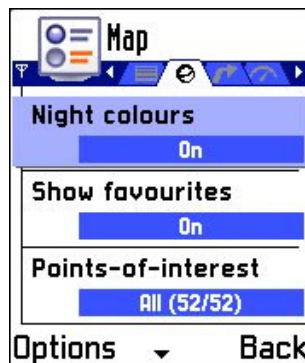 Map
Night colours
On
Show favourites
On
Points-of-interest
All (52/52)
Options Back